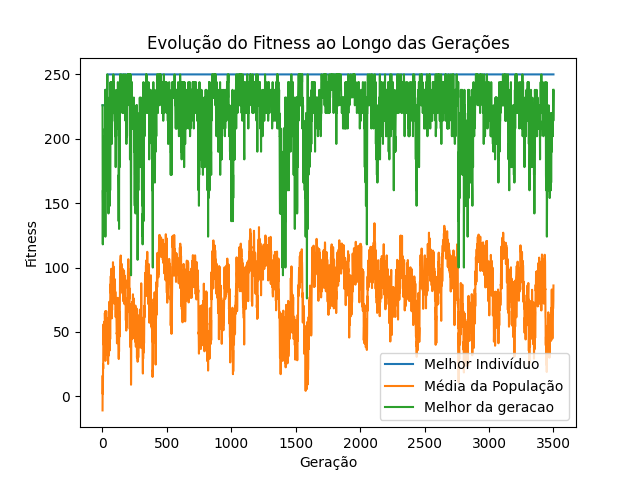 Evolução do Fitness ao Longo das Gerações
Fitness
250
200
150
100
50
0
0 500 1000 1500 2000 2500 3000 3500
Geração
Melhor Indivíduo
Média da População
Melhor da geracao